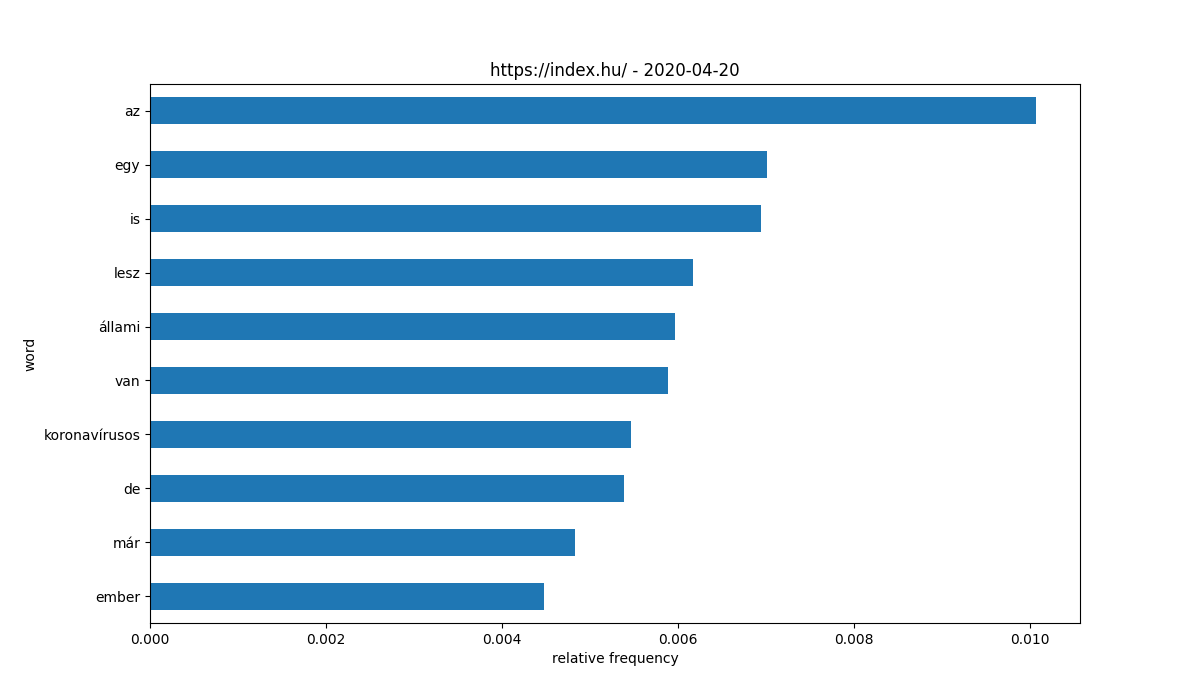 https://index.hu/ - 2020-04-20
az
egy
is
lesz
állami
van
koronavírusos
de
már
ember
word
0.000 0.002 0.004 0.006 0.008 0.010
relative frequency